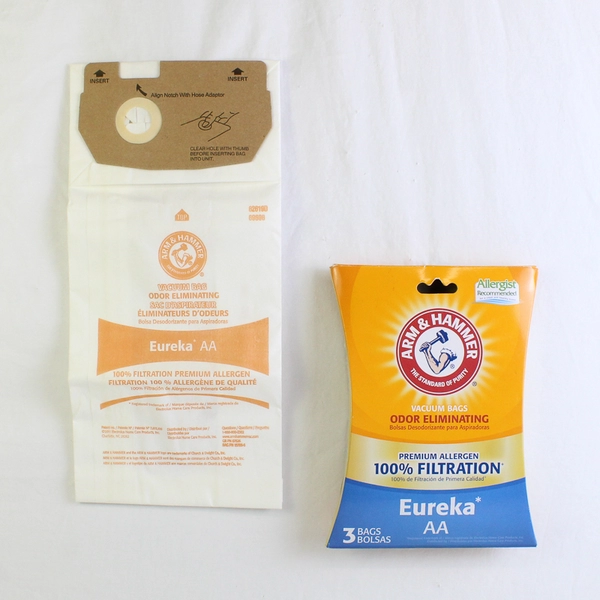 INSERT
INSERT
Align Notch With Hose Adaptor
CLEAR HOLE WITH THUMB
BEFORE INSERTING BAG
INTO UNIT.
TOP
ARM & HAMMER
VACUUM BAG
ODOR ELIMINATING
SAC D'ASPIRATEUR
ÉLIMINATEURS D'ODEURS
Bolsa Desodorizante para Aspiradoras
Eureka* AA
100% FILTRATION PREMIUM ALLERGEN
FILTRATION 100 % ALLERGÈNE DE QUALITÉ
Allergist
Recommended
ARM & HAMMER
THE STANDARD OF PURITY
VACUUM BAGS
ODOR ELIMINATING
Bolsas Desodorizante para Aspiradoras
PREMIUM ALLERGEN
100% FILTRATION*
100% de Filtración de Primera Calidad*
Eureka*
AA
3 BAGS
BOLSAS